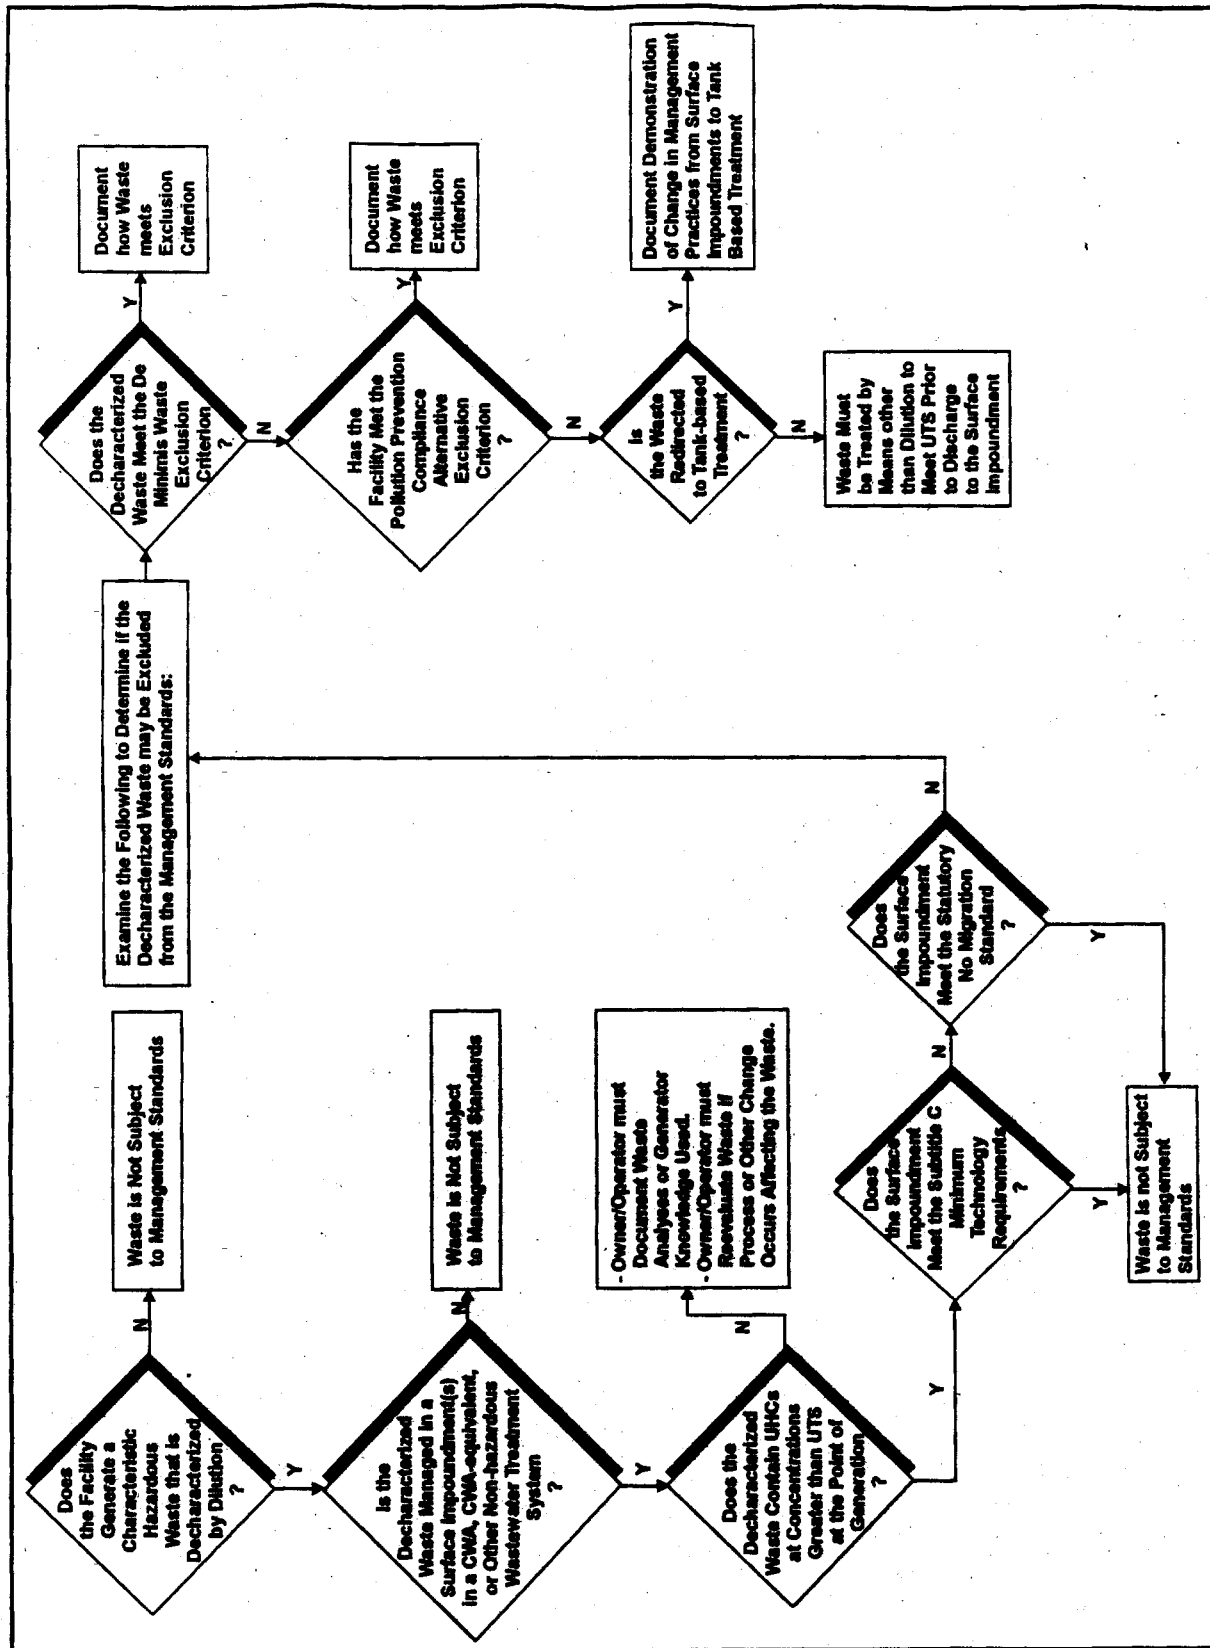 Does
the Facility
Generate a
Characteristic
Hazardous
Waste that is
Decharacterized
by Dilution
?
N
Waste is Not Subject
to Management Standards
Y
Is the
Decharacterized
Waste Managed in a
Surface Impoundment(s)
in a CWA, CWA-equivalent,
or Other Non-hazardous
Wastewater Treatment
System
?
N
Waste is Not Subject
to Management Standards
Y
Does the
Decharacterized
Waste Contain UHCs
at Concentrations
Greater than UTS
at the Point of
Generation
?
N
- Owner/Operator must
Document Waste
Analyses or Generator
Knowledge Used.
- Owner/Operator must
Reevaluate Waste if
Process or Other Change
Occurs Affecting the Waste.
Y
Does
the Surface
Impoundment
Meet the Subtitle C
Minimum
Technology
Requirements
?
Y
N
Does
the Surface
Impoundment
Meet the Statutory
No Migration
Standard
?
Y
Waste is not Subject
to Management
Standards
N
Examine the Following to Determine if the
Decharacterized Waste may be Excluded
from the Management Standards:
Does the
Decharacterized
Waste Meet the De
Minimis Waste
Exclusion
Criterion
?
Y
Document
how Waste
meets
Exclusion
Criterion
N
Has the
Facility Met the
Pollution Prevention
Compliance
Alternative
Exclusion
Criterion
?
Y
Document
how Waste
meets
Exclusion
Criterion
N
Is
the Waste
Redirected
to Tank-based
Treatment
?
Y
Document Demonstration
of Change in Management
Practices from Surface
Impoundments to Tank
Based Treatment
N
Waste Must
be Treated by
Means other
than Dilution to
Meet UTS Prior
to Discharge
to the Surface
Impoundment